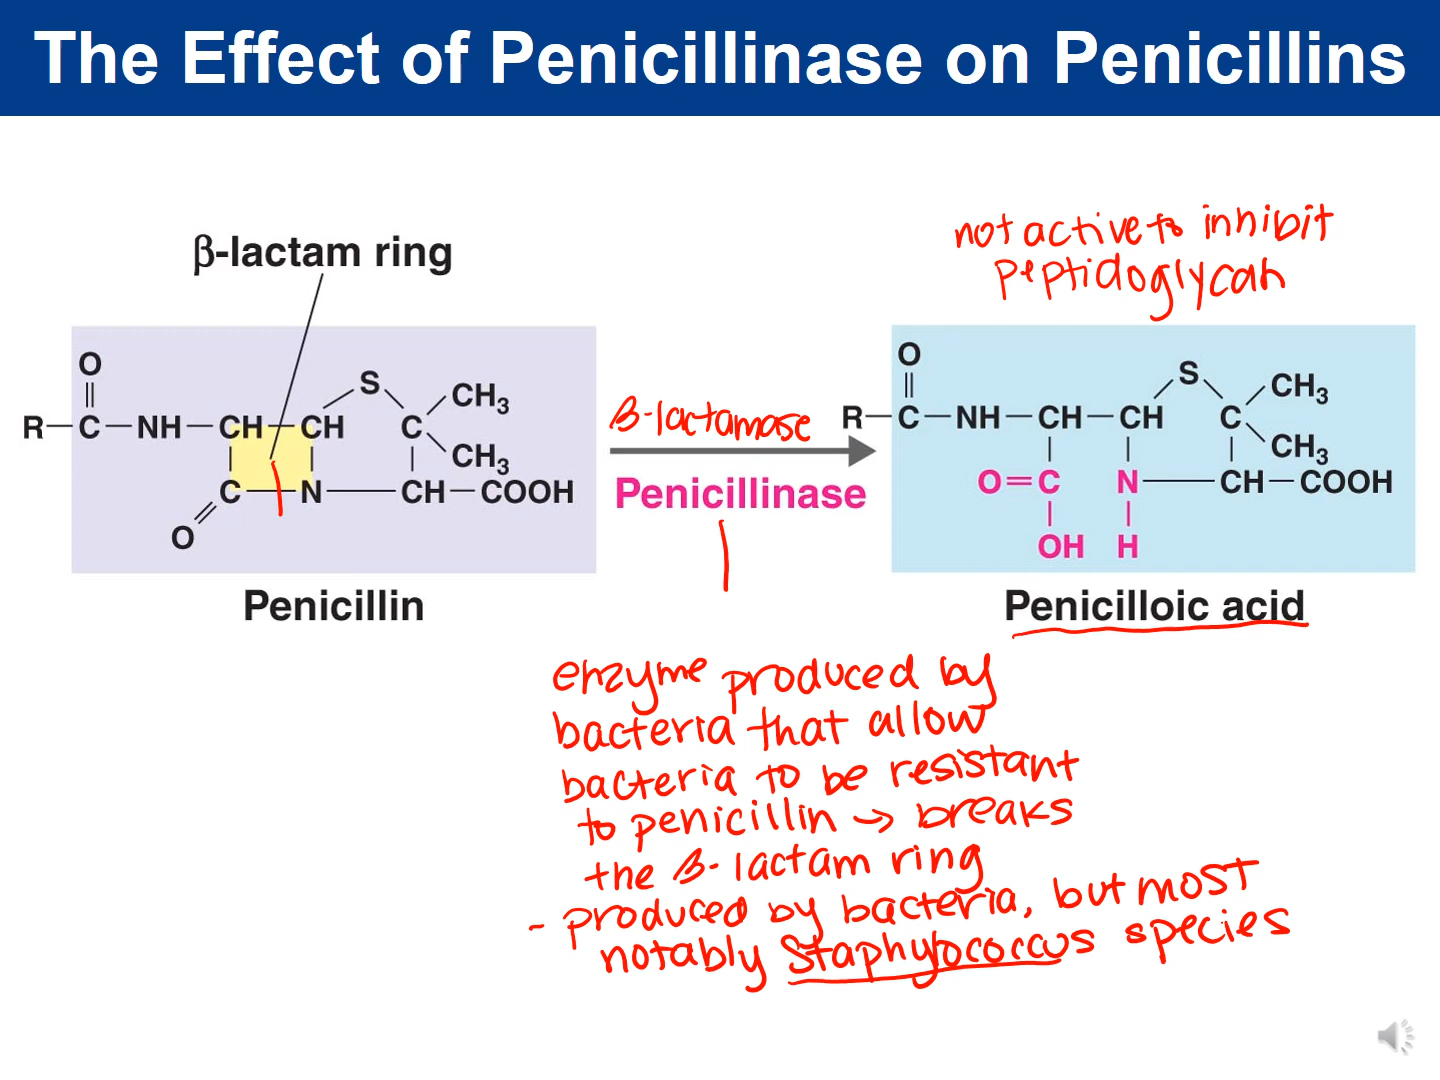 The Effect of Penicillinase on Penicillins
not active to inhibit
peptidoglycan
β-lactam ring
O
||
R—C—NH—CH—CH
S
C
CH3
CH3
C—N—CH—COOH
O
Penicillin
β-lactamase
Penicillinase
O
||
R—C—NH—CH—CH
S
C
CH3
CH3
O=C
N—CH—COOH
OH
H
Penicilloic acid
enzyme produced by
bacteria that allow
bacteria to be resistant
to penicillin → breaks
the β-lactam ring
- produced by bacteria, but most
notably Staphylococcus species